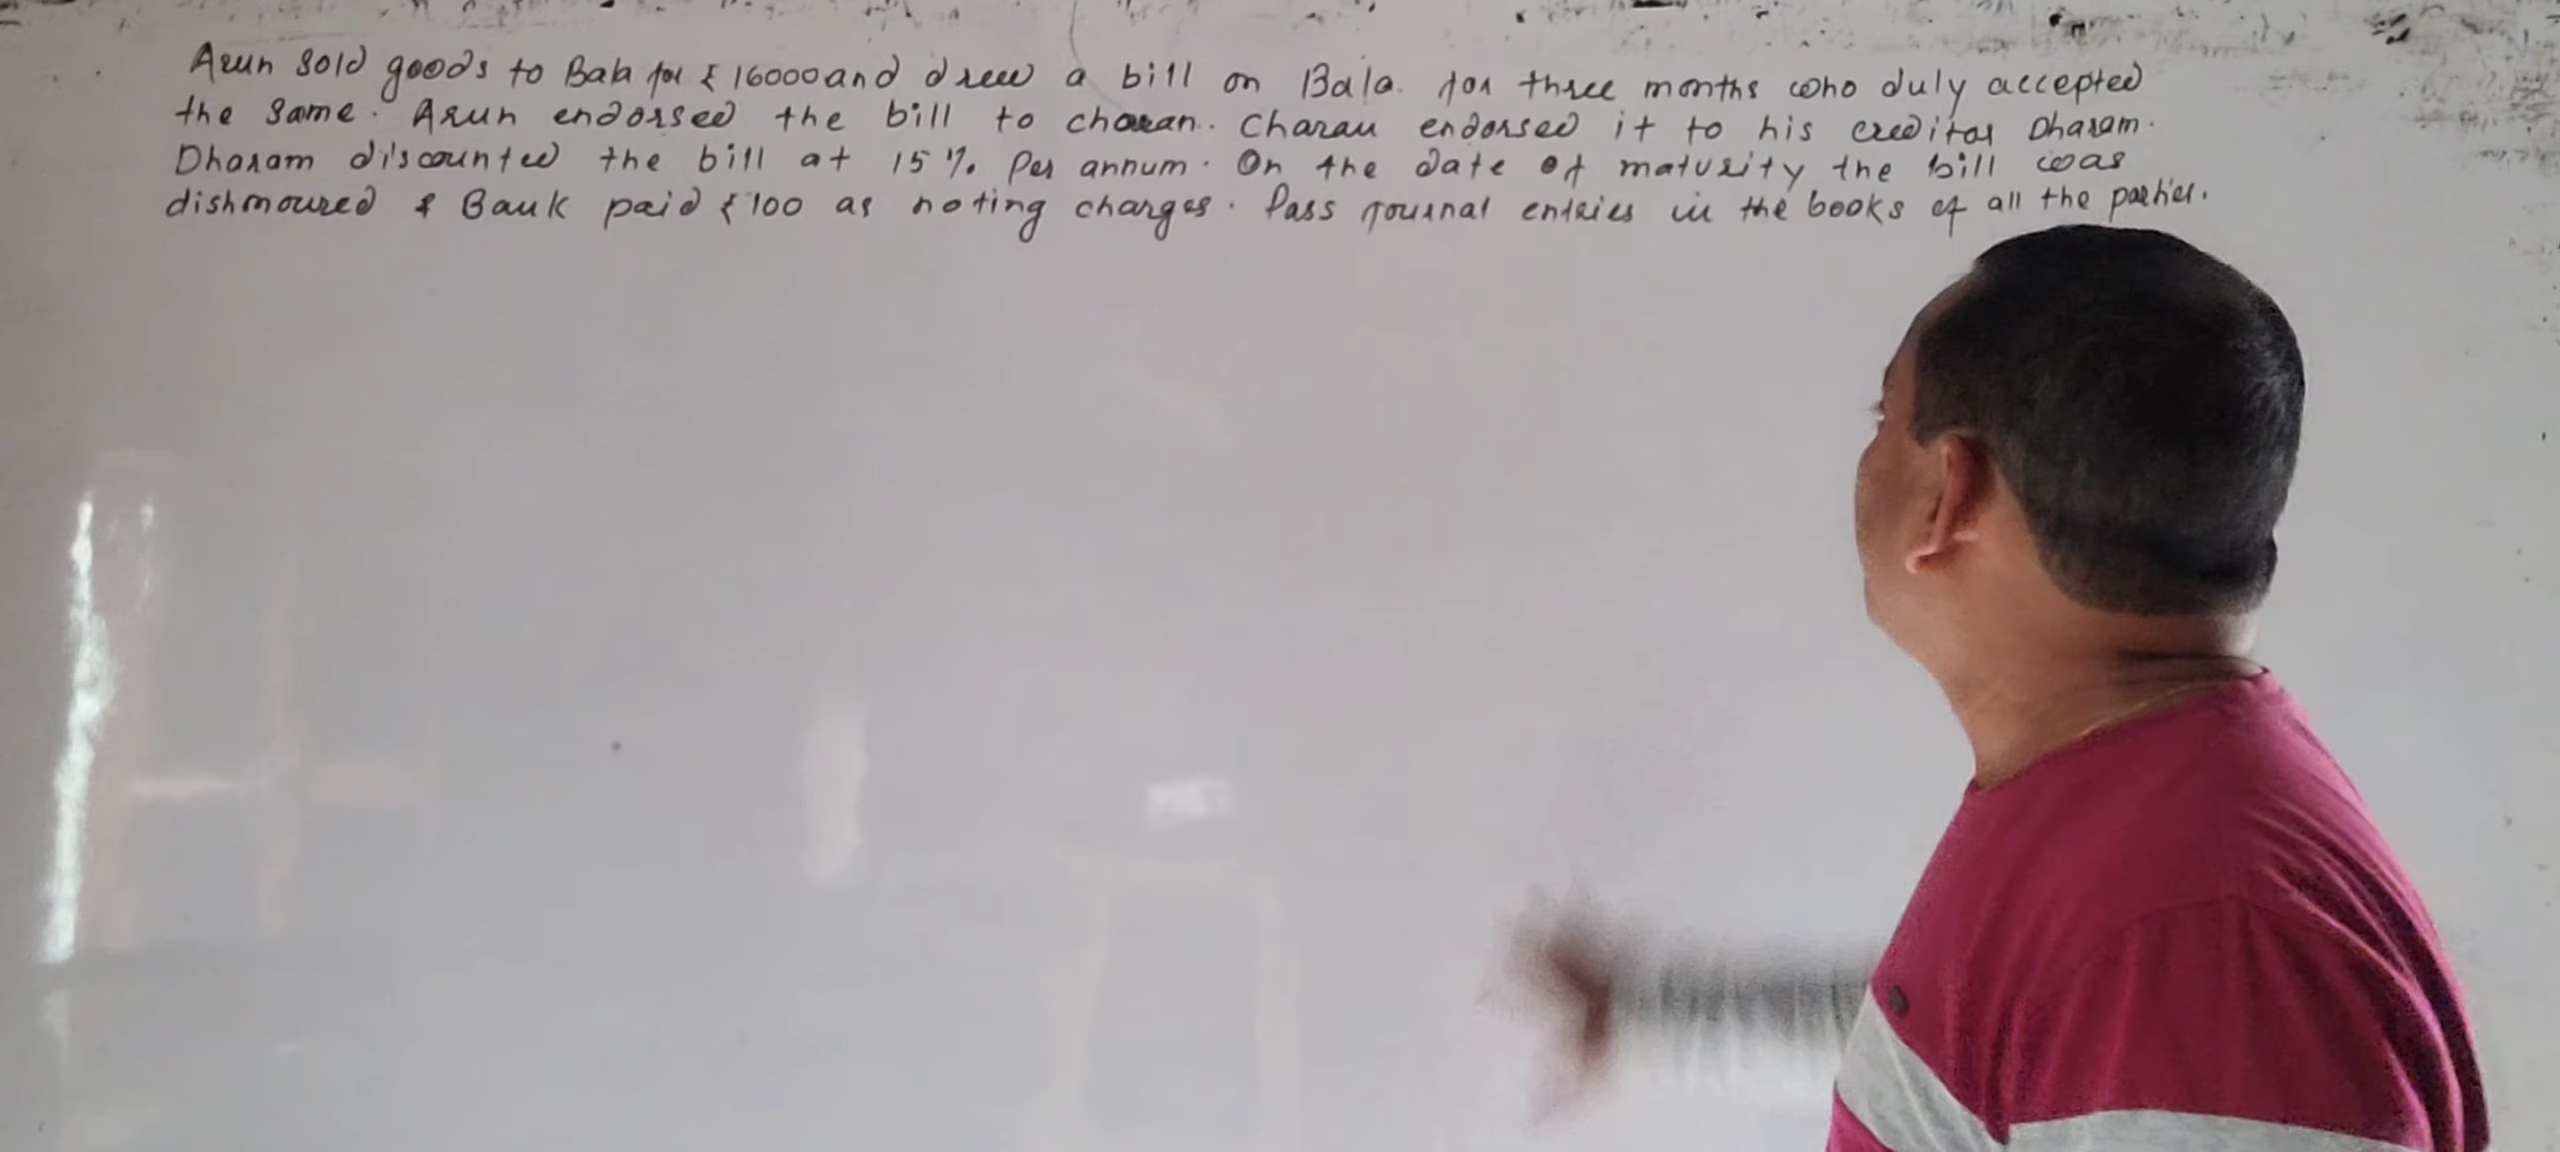 Arun sold goods to Bala for ₹ 16000 and drew a bill on Bala. for three months who duly accepted
the same. Arun endorsed the bill to charan. Charan endorsed it to his creditor Dharam.
Dharam discounted the bill at 15 % Per annum. On the date of maturity the bill was
dishonoured & Bank paid ₹ 100 as noting charges. Pass journal entries in the books of all the parties.